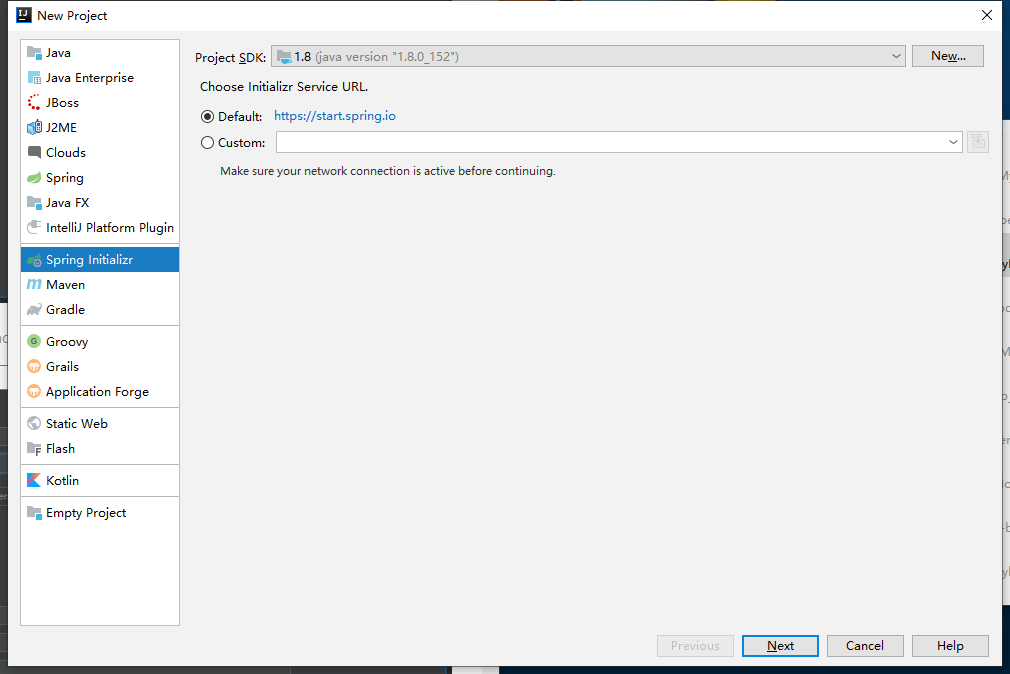 New Project
Java
Java Enterprise
JBoss
J2ME
Clouds
Spring
Java FX
IntelliJ Platform Plugin
Spring Initializr
Maven
Gradle
Groovy
Grails
Application Forge
Static Web
Flash
Kotlin
Empty Project
Project SDK: 1.8 (java version "1.8.0_152") New...
Choose Initializr Service URL.
Default: https://start.spring.io
Custom:
Make sure your network connection is active before continuing.
Previous Next Cancel Help